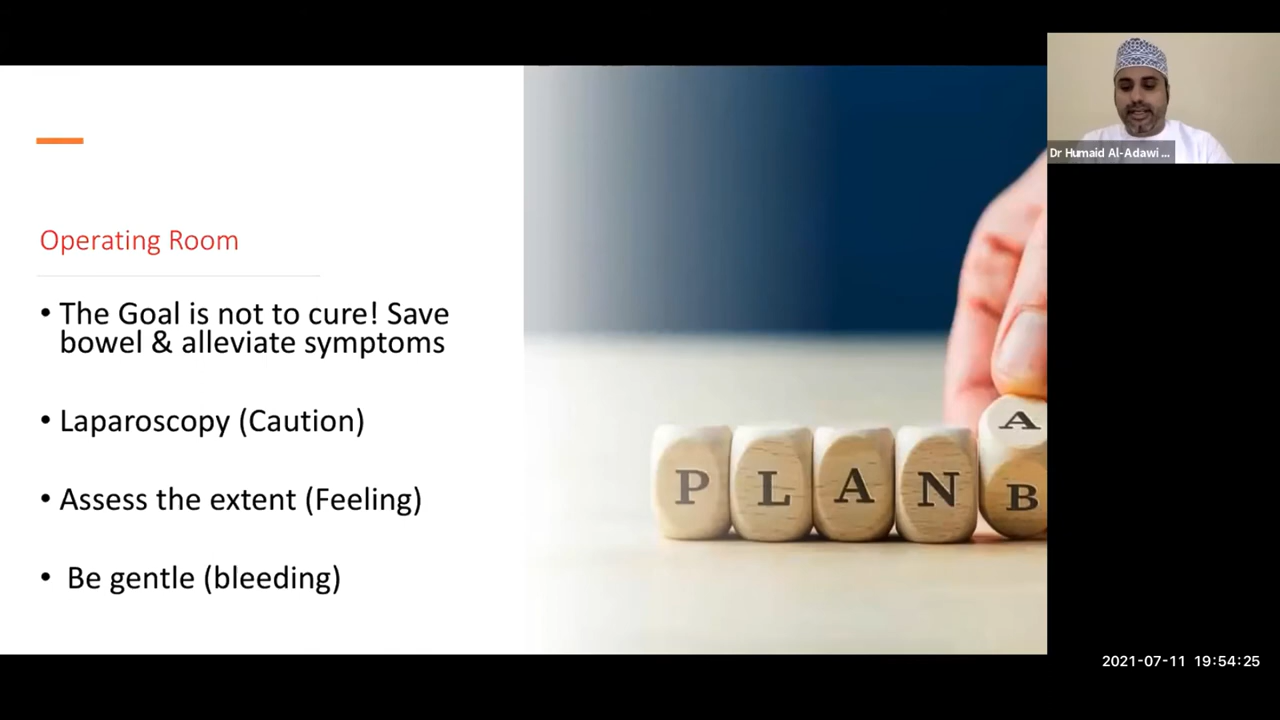 Operating Room
• The Goal is not to cure! Save
bowel & alleviate symptoms
• Laparoscopy (Caution)
• Assess the extent (Feeling)
• Be gentle (bleeding)
A
PLAN B
Dr Humaid Al-Adawi ...
2021-07-11 19:54:25